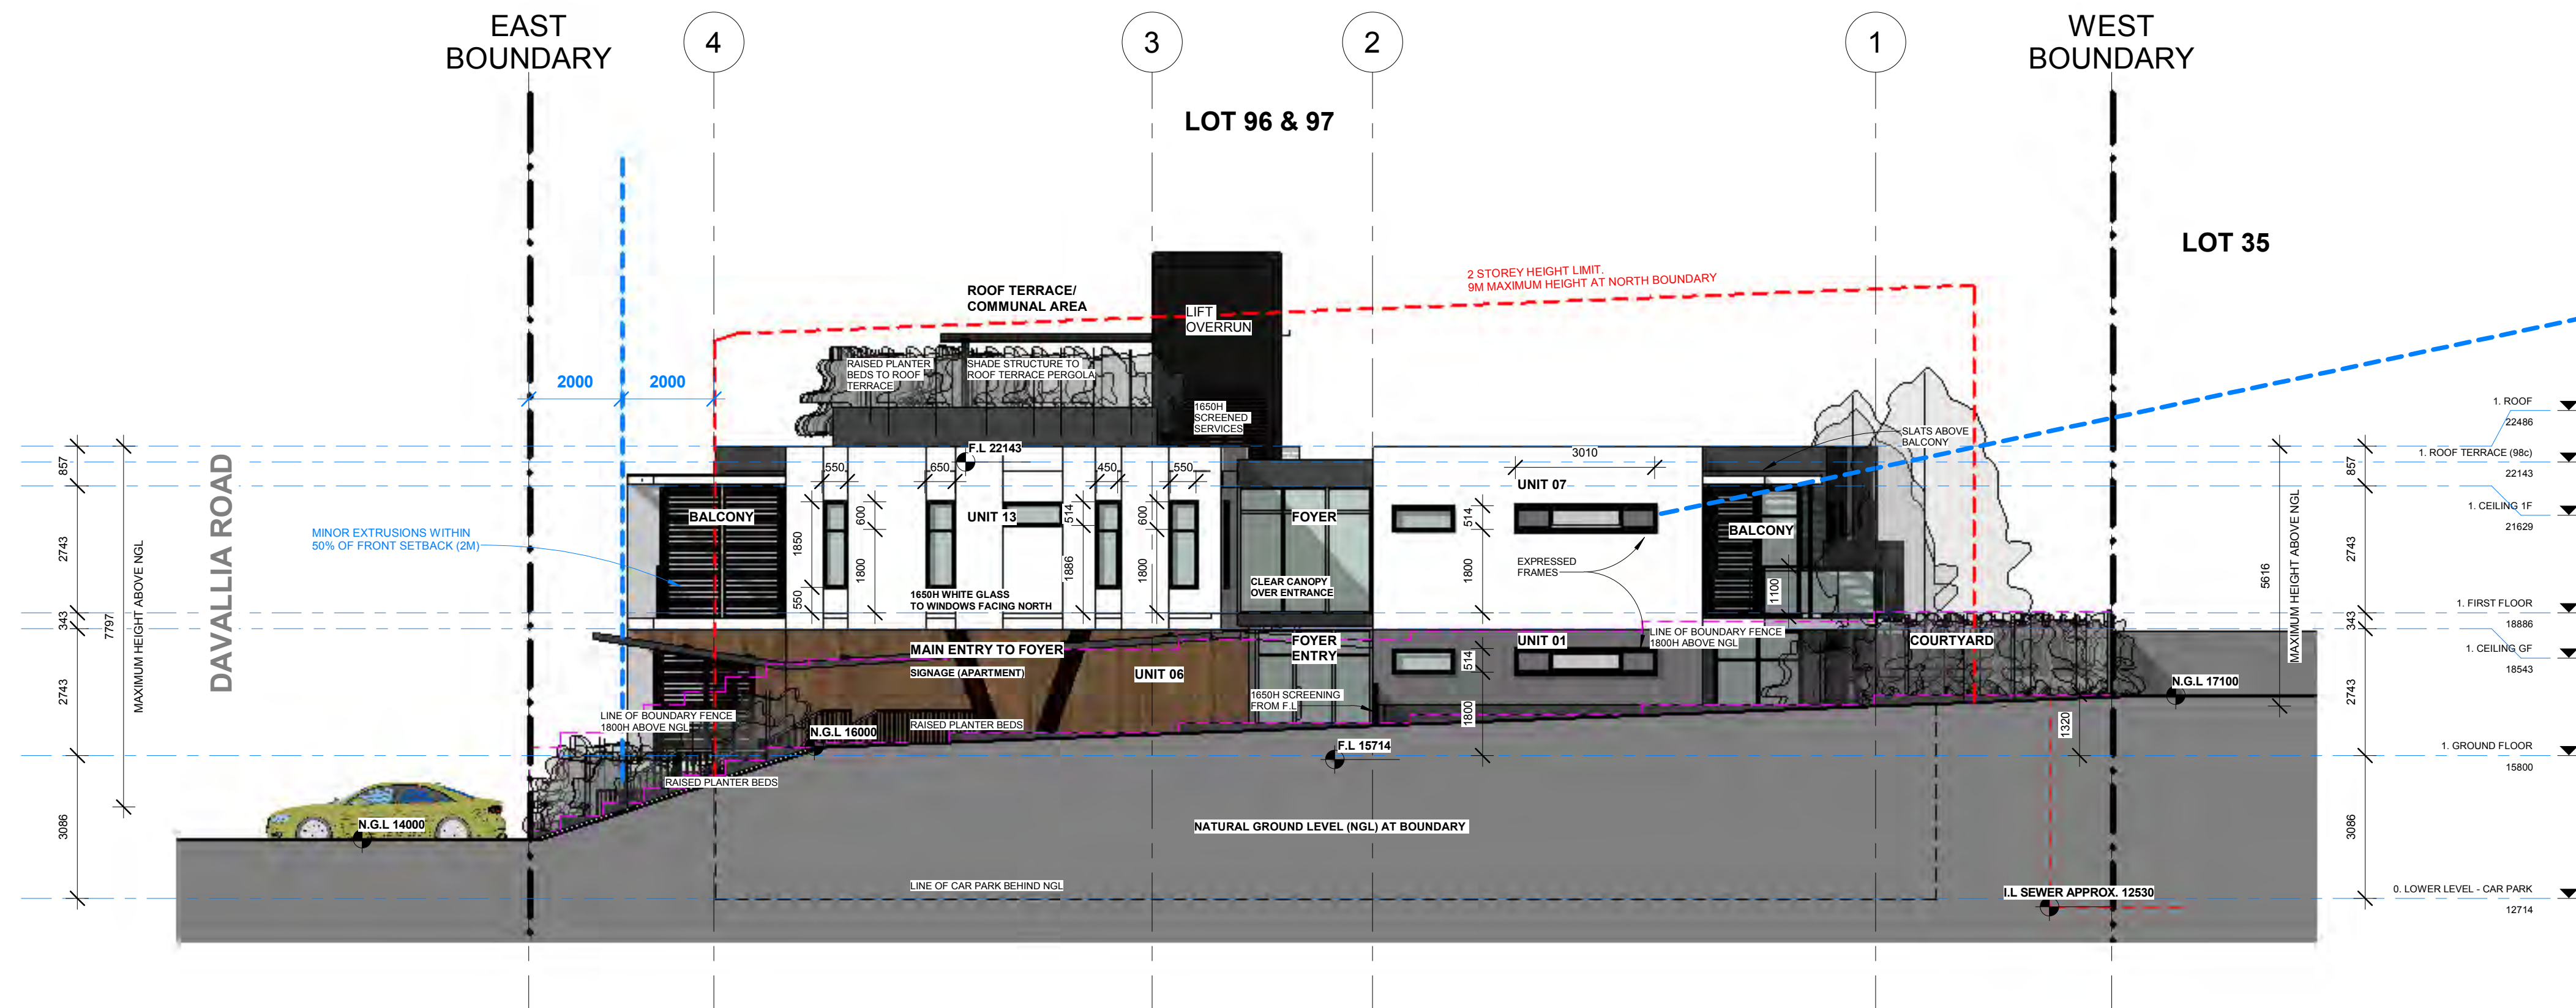 EAST
BOUNDARY
4
3
2
1
WEST
BOUNDARY
LOT 96 & 97
LOT 35
2 STOREY HEIGHT LIMIT.
9M MAXIMUM HEIGHT AT NORTH BOUNDARY
ROOF TERRACE/
COMMUNAL AREA
LIFT
OVERRUN
RAISED PLANTER
BEDS TO ROOF
TERRACE
SHADE STRUCTURE TO
ROOF TERRACE PERGOLA
2000
2000
1650H
SCREENED
SERVICES
SLATS ABOVE
BALCONY
1. ROOF
22486
1. ROOF TERRACE (98c)
22143
1. CEILING 1F
21629
1. FIRST FLOOR
18886
1. CEILING GF
18543
1. GROUND FLOOR
15800
0. LOWER LEVEL - CAR PARK
12714
857
2743
343
2743
3086
7797
MAXIMUM HEIGHT ABOVE NGL
DAVALLIA ROAD
MINOR EXTRUSIONS WITHIN
50% OF FRONT SETBACK (2M)
F.L 22143
550
650
450
550
3010
BALCONY
UNIT 13
FOYER
UNIT 07
BALCONY
1850
550
600
1800
514
1886
600
1800
514
1800
1100
1650H WHITE GLASS
TO WINDOWS FACING NORTH
CLEAR CANOPY
OVER ENTRANCE
EXPRESSED
FRAMES
MAIN ENTRY TO FOYER
SIGNAGE (APARTMENT)
UNIT 06
FOYER
ENTRY
UNIT 01
LINE OF BOUNDARY FENCE
1800H ABOVE NGL
COURTYARD
514
1800
1650H SCREENING
FROM F.L
LINE OF BOUNDARY FENCE
1800H ABOVE NGL
RAISED PLANTER BEDS
N.G.L 16000
F.L 15714
RAISED PLANTER BEDS
N.G.L 17100
1320
5616
MAXIMUM HEIGHT ABOVE NGL
857
2743
343
2743
3086
N.G.L 14000
NATURAL GROUND LEVEL (NGL) AT BOUNDARY
LINE OF CAR PARK BEHIND NGL
I.L SEWER APPROX. 12530